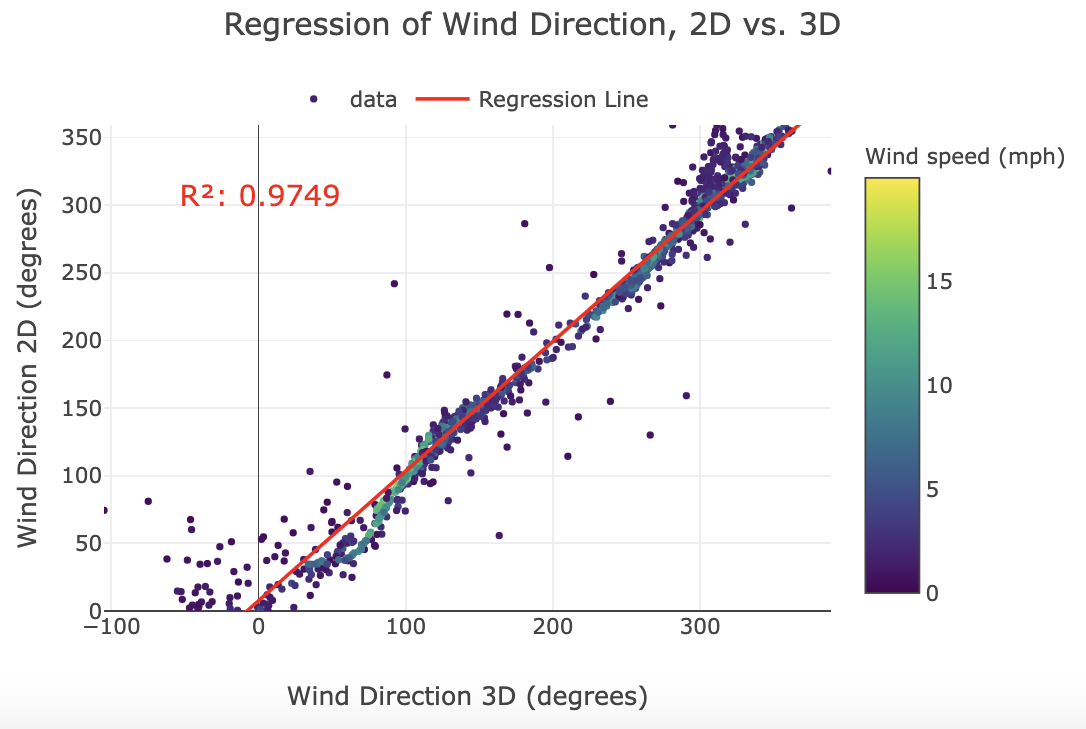 Regression of Wind Direction, 2D vs. 3D
data
Regression Line
Wind speed (mph)
R²: 0.9749
Wind Direction 2D (degrees)
350
300
250
200
150
100
50
0
−100
0
100
200
300
Wind Direction 3D (degrees)
15
10
5
0